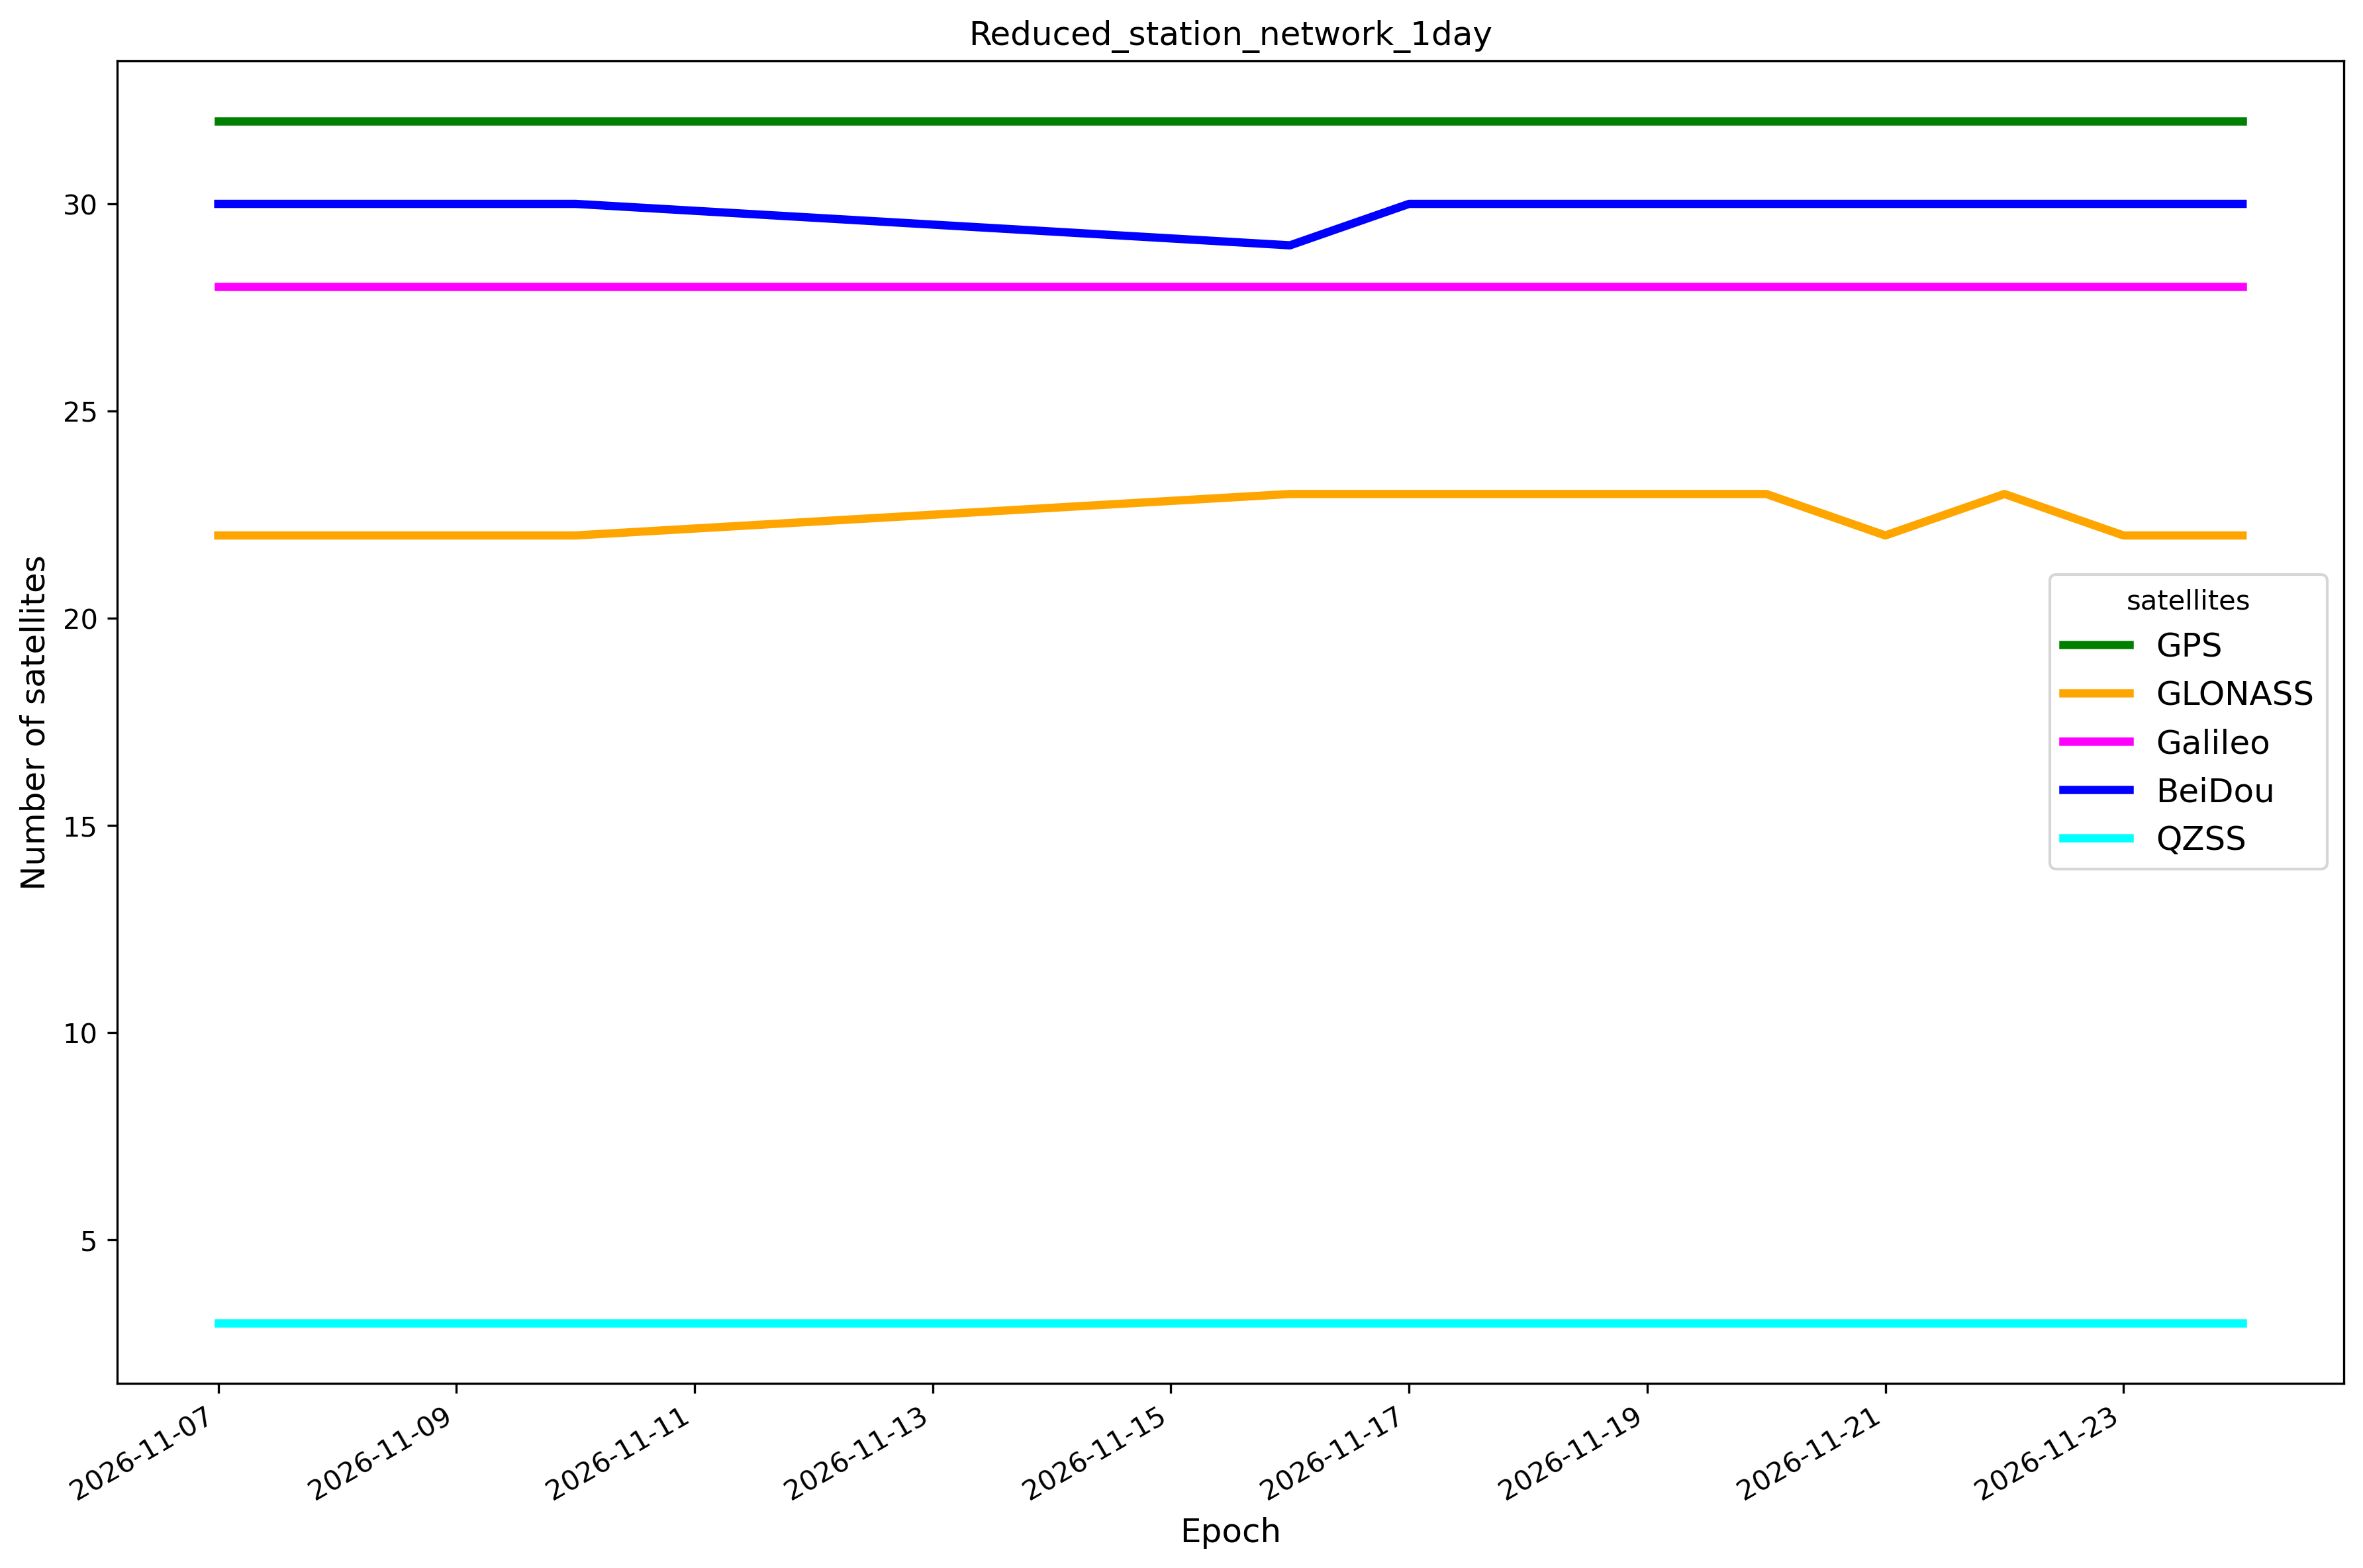 Reduced_station_network_1day
Number of satellites
30
25
20
15
10
5
satellites
GPS
GLONASS
Galileo
BeiDou
QZSS
2026-11-07
2026-11-09
2026-11-11
2026-11-13
2026-11-15
2026-11-17
2026-11-19
2026-11-21
2026-11-23
Epoch